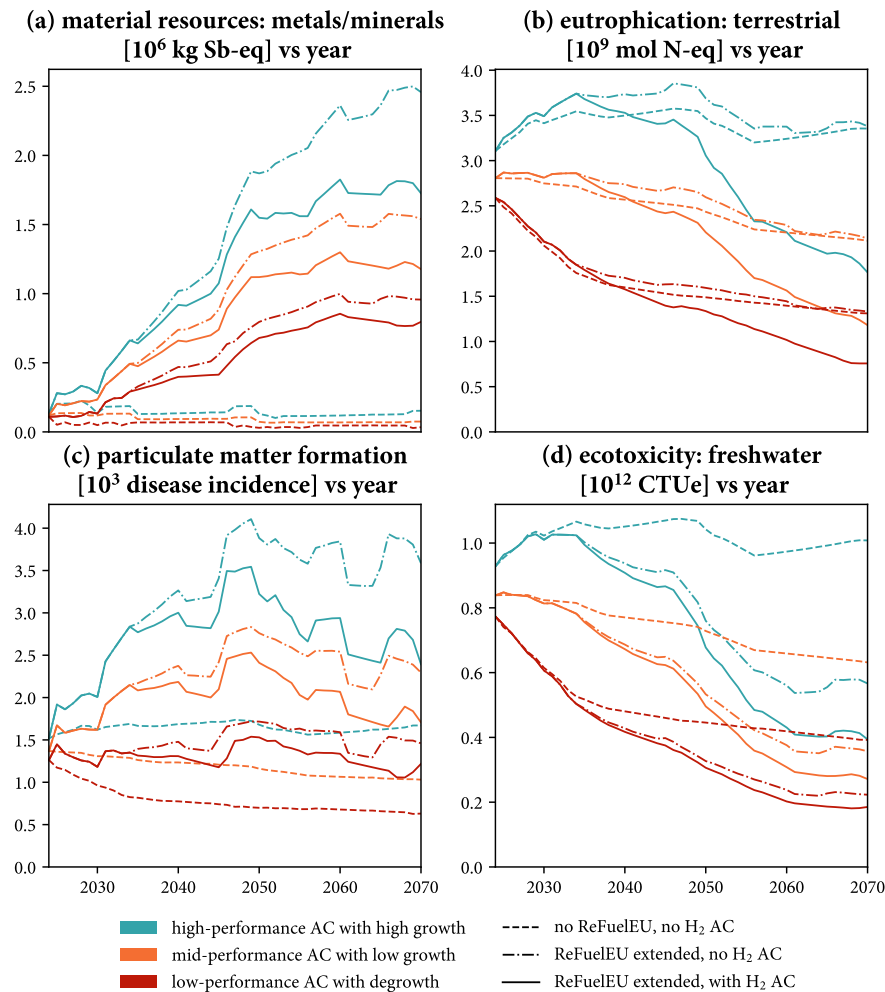 (a) material resources: metals/minerals
[10⁶ kg Sb-eq] vs year
(b) eutrophication: terrestrial
[10⁹ mol N-eq] vs year
2.5
2.0
1.5
1.0
0.5
0.0
4.0
3.5
3.0
2.5
2.0
1.5
1.0
0.5
0.0
(c) particulate matter formation
[10³ disease incidence] vs year
(d) ecotoxicity: freshwater
[10¹² CTUe] vs year
4.0
3.5
3.0
2.5
2.0
1.5
1.0
0.5
0.0
1.0
0.8
0.6
0.4
0.2
0.0
2030 2040 2050 2060 2070
2030 2040 2050 2060 2070
high-performance AC with high growth
mid-performance AC with low growth
low-performance AC with degrowth
no ReFuelEU, no H₂ AC
ReFuelEU extended, no H₂ AC
ReFuelEU extended, with H₂ AC